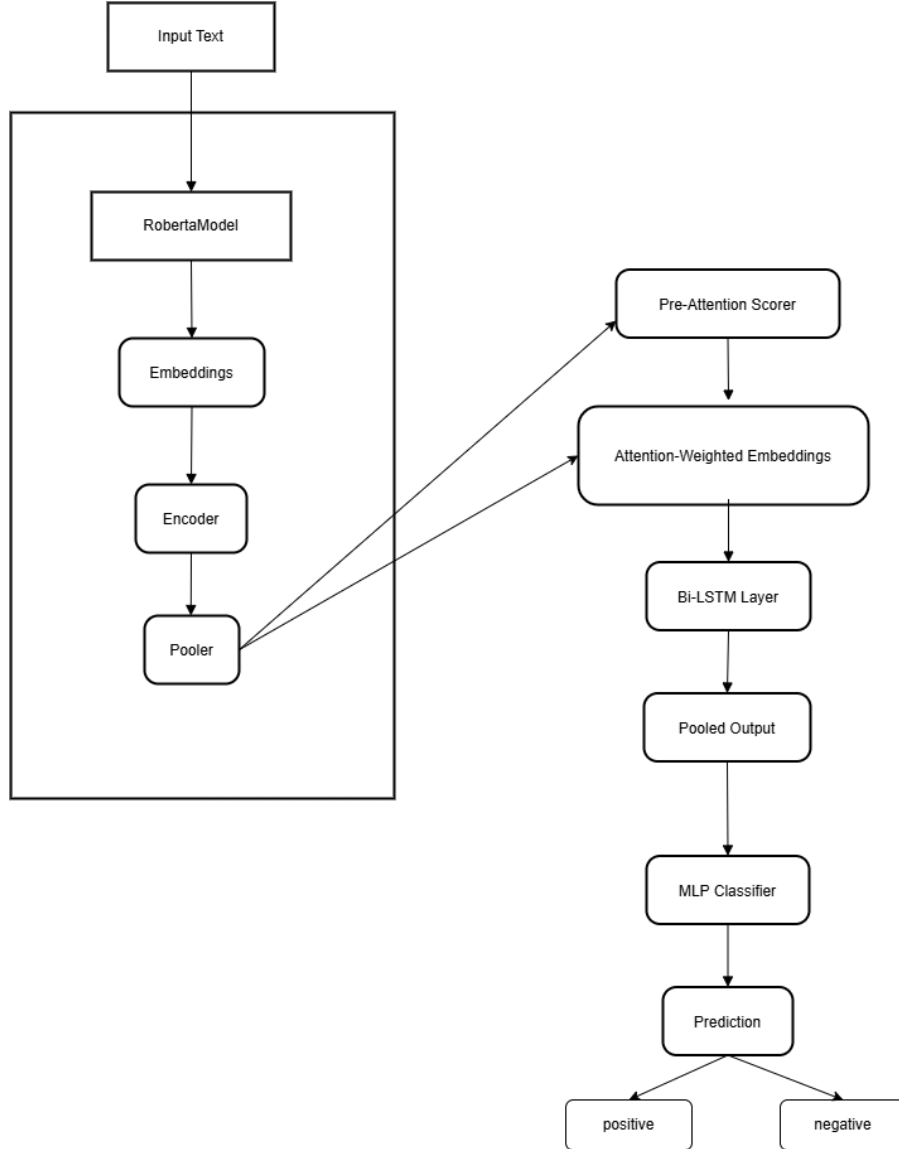 Input Text
RobertaModel
Embeddings
Encoder
Pooler
Pre-Attention Scorer
Attention-Weighted Embeddings
Bi-LSTM Layer
Pooled Output
MLP Classifier
Prediction
positive
negative